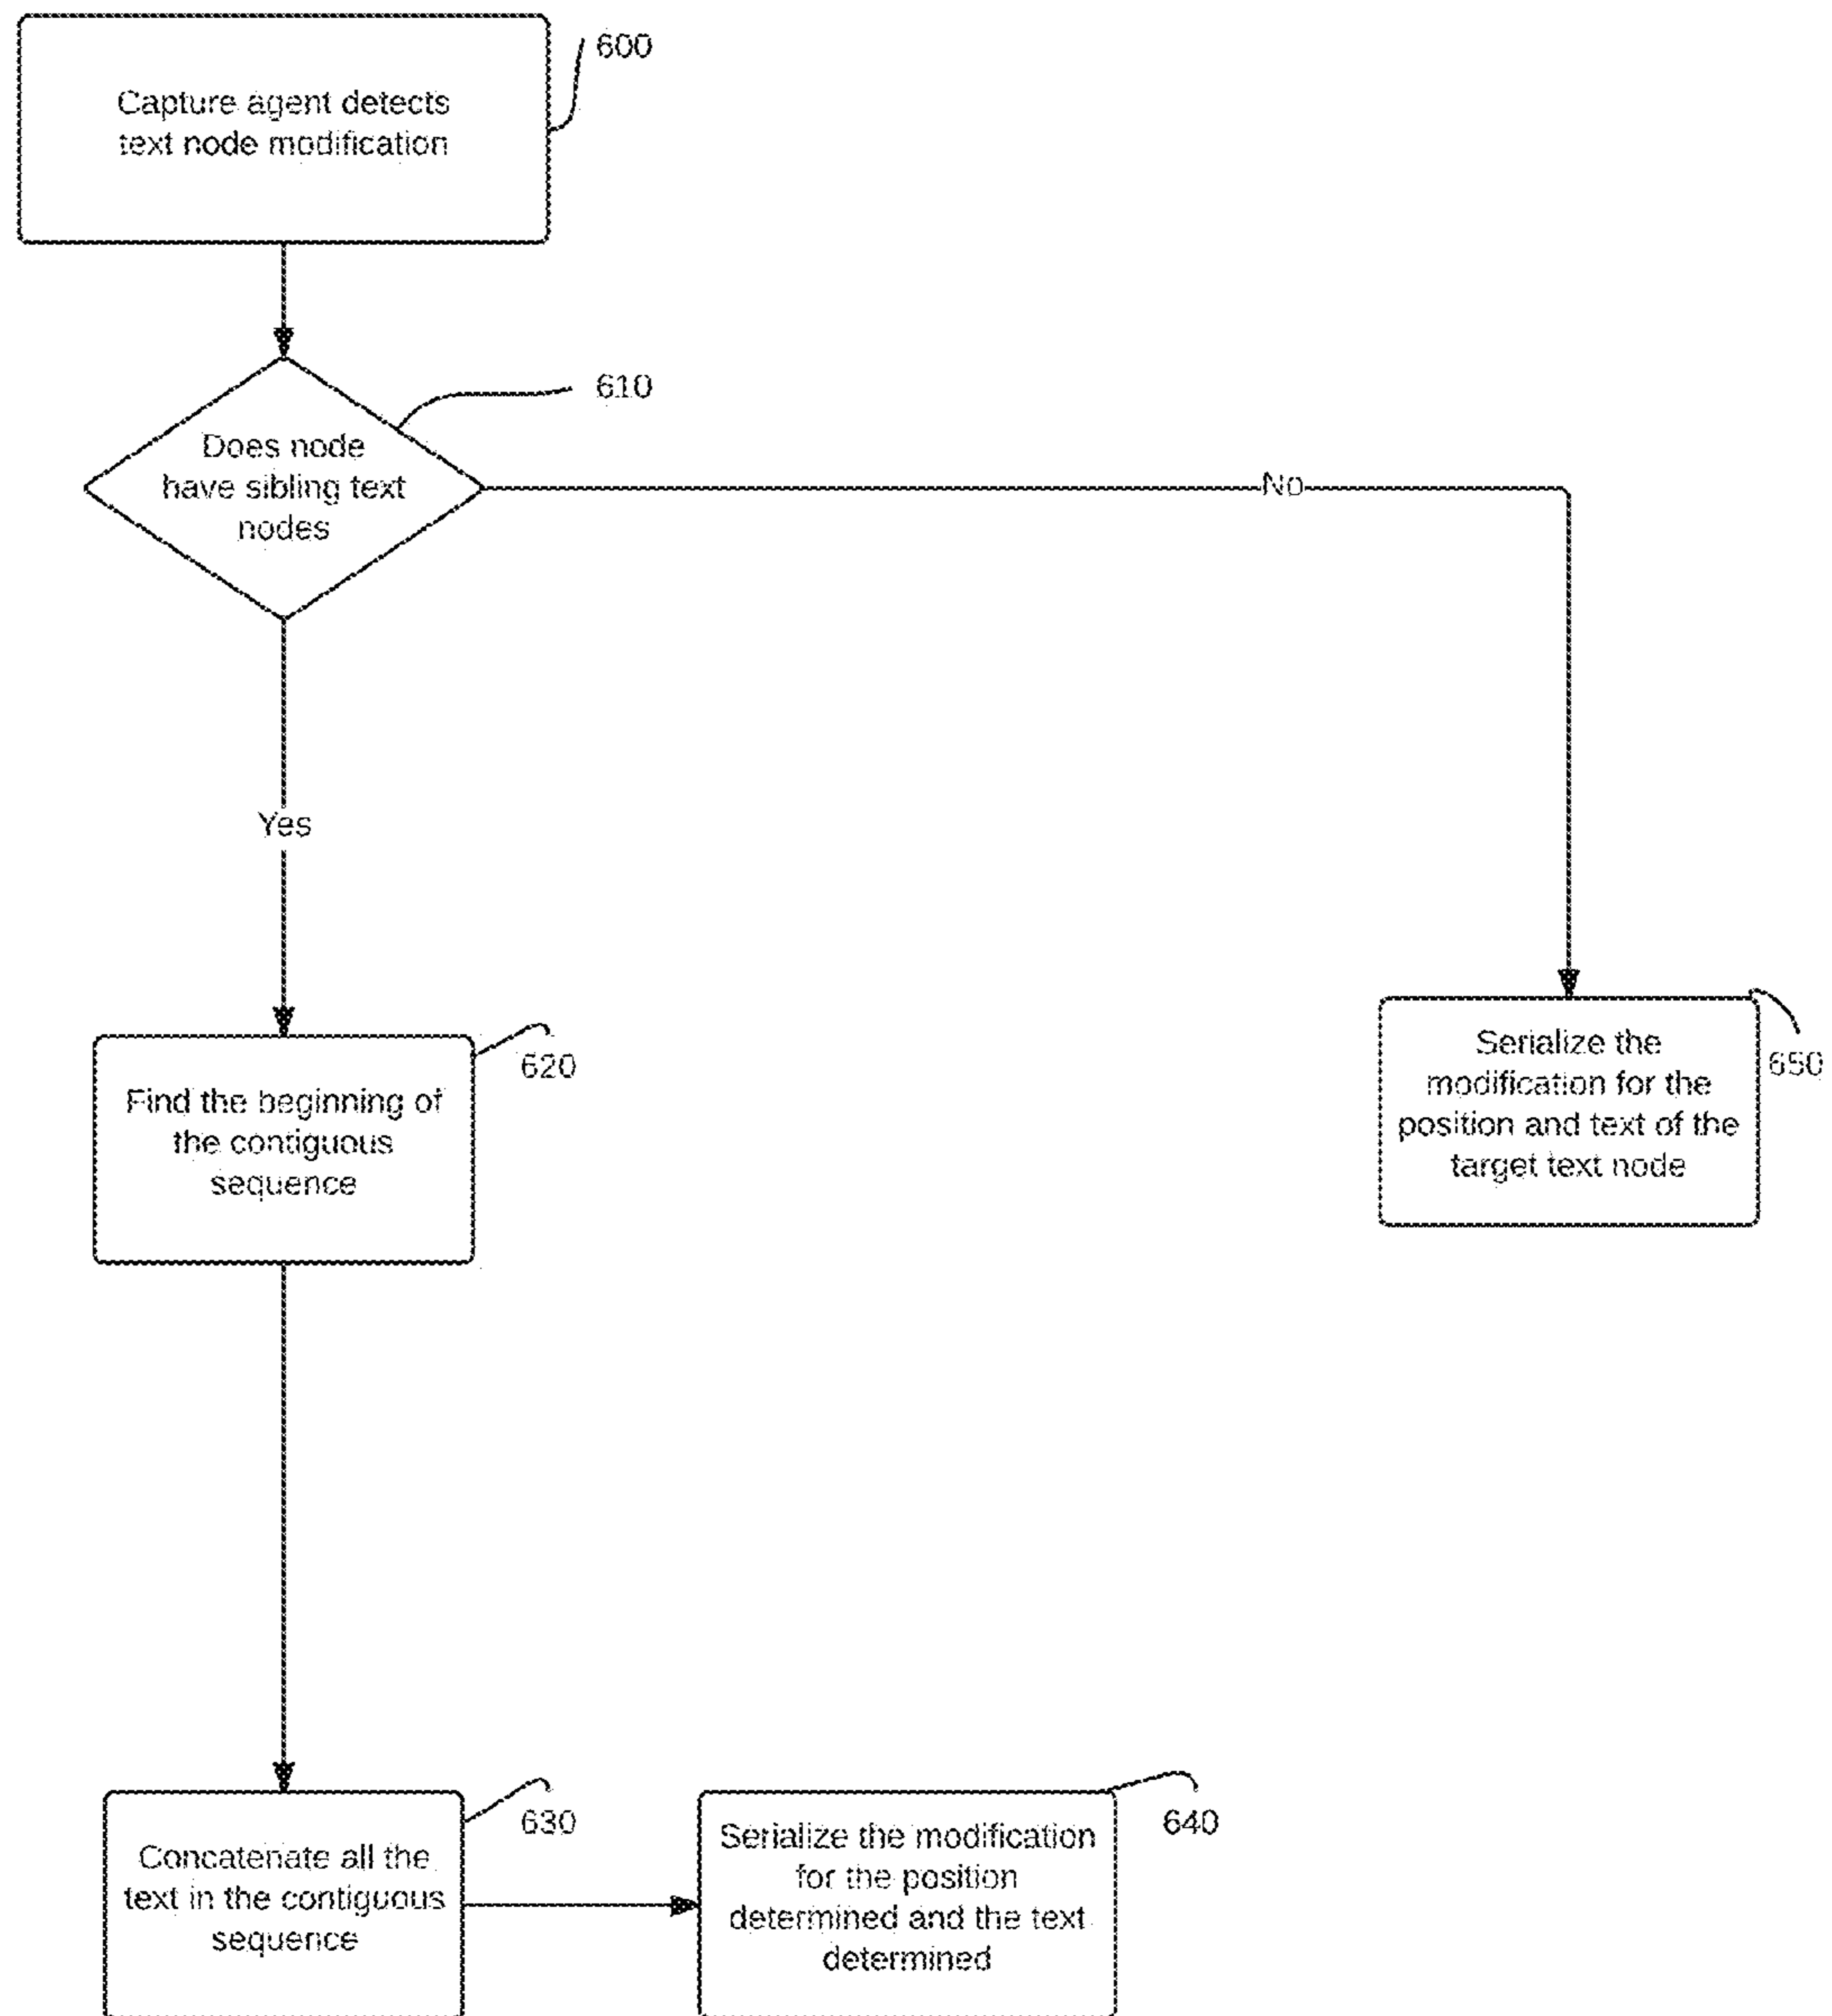 Capture agent detects
text node modification
600
Does node
have sibling text
nodes
610
No
Yes
Find the beginning of
the contiguous
sequence
620
Serialize the
modification for the
position and text of the
target text node
650
Concatenate all the
text in the contiguous
sequence
630
Serialize the modification
for the position
determined and the text
determined
640